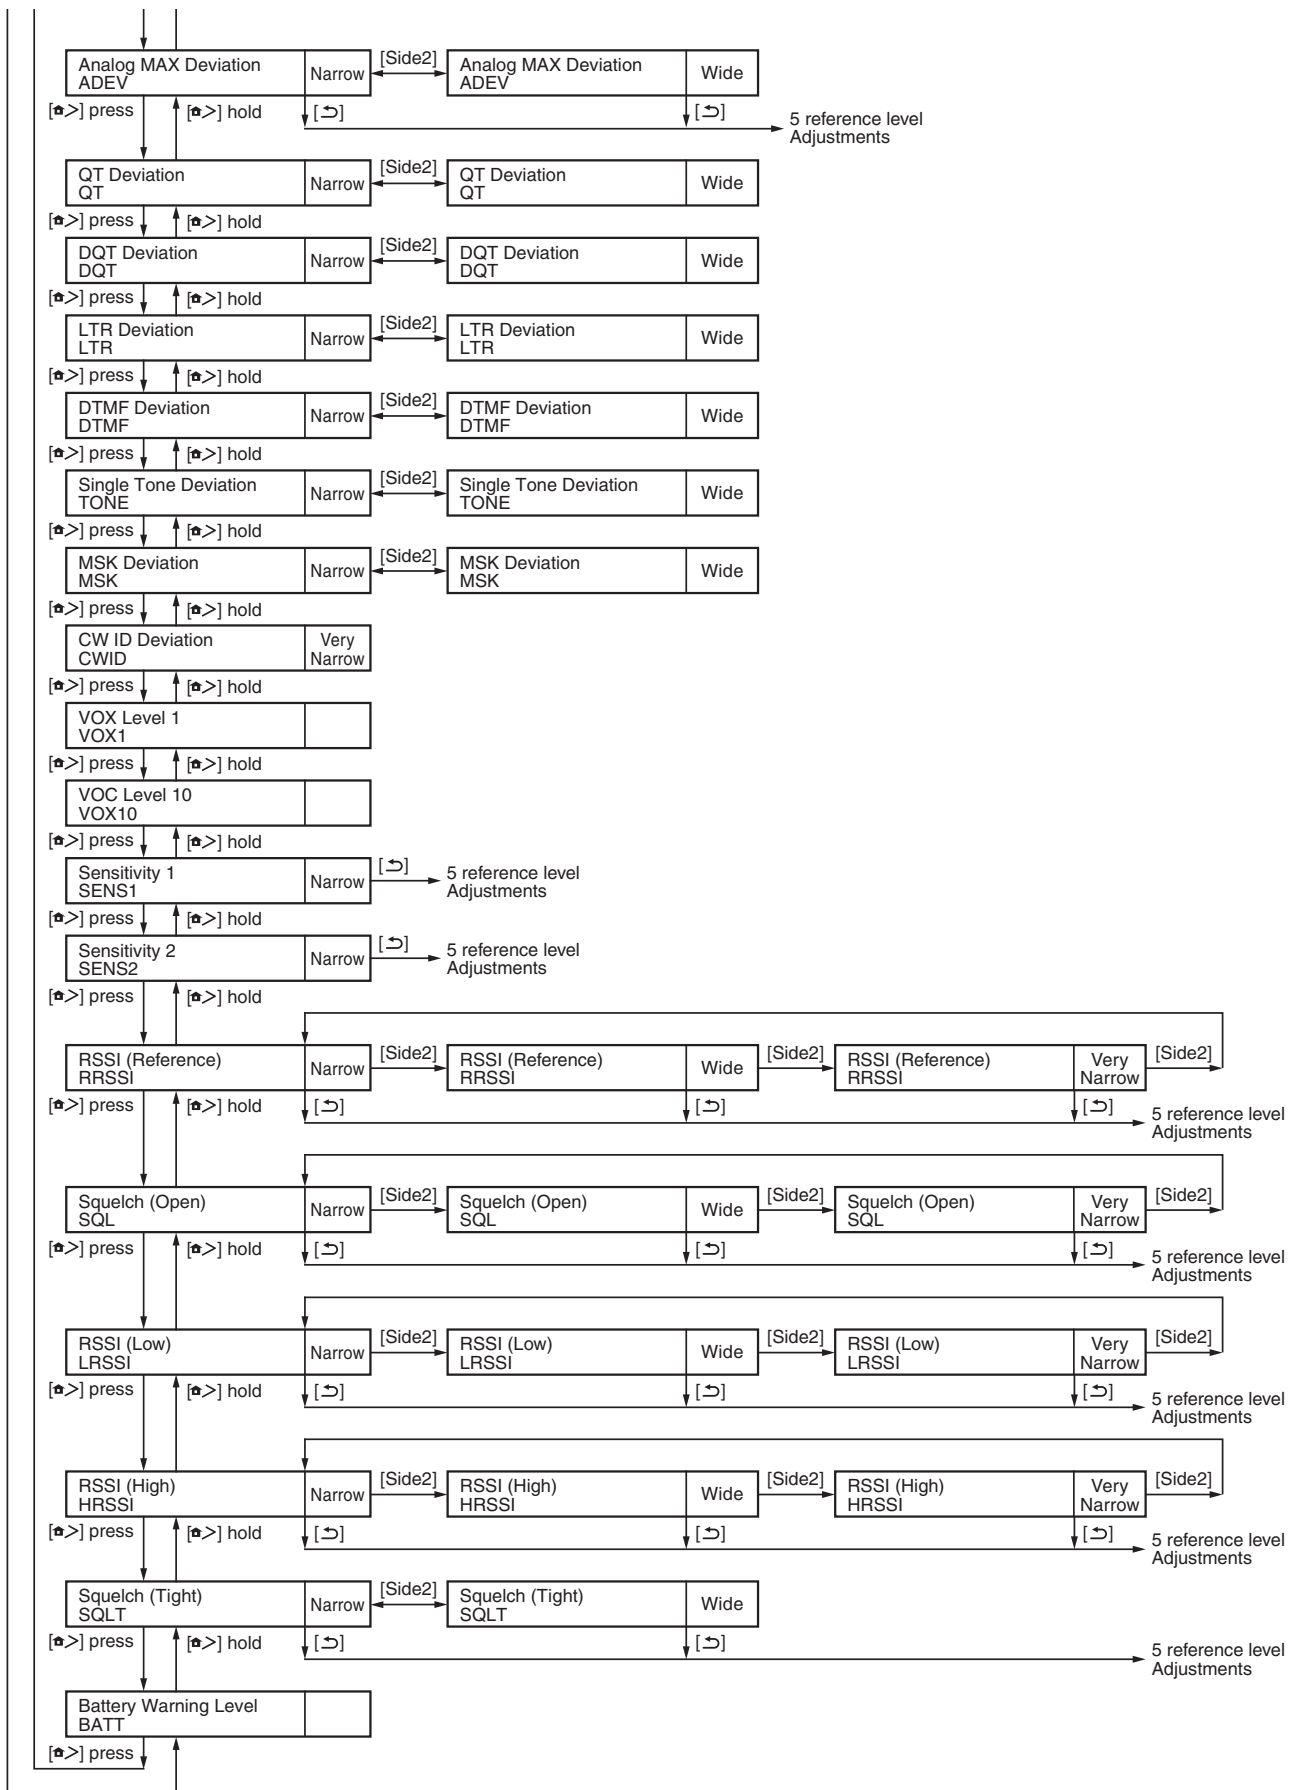 Analog MAX Deviation
ADEV
Narrow
[Side2]
Analog MAX Deviation
ADEV
Wide
[>] press
[>] hold
[⮌]
[⮌]
5 reference level
Adjustments
QT Deviation
QT
Narrow
[Side2]
QT Deviation
QT
Wide
[>] press
[>] hold
DQT Deviation
DQT
Narrow
[Side2]
DQT Deviation
DQT
Wide
[>] press
[>] hold
LTR Deviation
LTR
Narrow
[Side2]
LTR Deviation
LTR
Wide
[>] press
[>] hold
DTMF Deviation
DTMF
Narrow
[Side2]
DTMF Deviation
DTMF
Wide
[>] press
[>] hold
Single Tone Deviation
TONE
Narrow
[Side2]
Single Tone Deviation
TONE
Wide
[>] press
[>] hold
MSK Deviation
MSK
Narrow
[Side2]
MSK Deviation
MSK
Wide
[>] press
[>] hold
CW ID Deviation
CWID
Very
Narrow
[>] press
[>] hold
VOX Level 1
VOX1
[>] press
[>] hold
VOC Level 10
VOX10
[>] press
[>] hold
Sensitivity 1
SENS1
Narrow
[⮌]
5 reference level
Adjustments
[>] press
[>] hold
Sensitivity 2
SENS2
Narrow
[⮌]
5 reference level
Adjustments
[>] press
[>] hold
RSSI (Reference)
RRSSI
Narrow
[Side2]
RSSI (Reference)
RRSSI
Wide
[Side2]
RSSI (Reference)
RRSSI
Very
Narrow
[Side2]
[>] press
[>] hold
[⮌]
[⮌]
[⮌]
5 reference level
Adjustments
Squelch (Open)
SQL
Narrow
[Side2]
Squelch (Open)
SQL
Wide
[Side2]
Squelch (Open)
SQL
Very
Narrow
[Side2]
[>] press
[>] hold
[⮌]
[⮌]
[⮌]
5 reference level
Adjustments
RSSI (Low)
LRSSI
Narrow
[Side2]
RSSI (Low)
LRSSI
Wide
[Side2]
RSSI (Low)
LRSSI
Very
Narrow
[Side2]
[>] press
[>] hold
[⮌]
[⮌]
[⮌]
5 reference level
Adjustments
RSSI (High)
HRSSI
Narrow
[Side2]
RSSI (High)
HRSSI
Wide
[Side2]
RSSI (High)
HRSSI
Very
Narrow
[Side2]
[>] press
[>] hold
[⮌]
[⮌]
[⮌]
5 reference level
Adjustments
Squelch (Tight)
SQLT
Narrow
[Side2]
Squelch (Tight)
SQLT
Wide
[>] press
[>] hold
[⮌]
[⮌]
5 reference level
Adjustments
Battery Warning Level
BATT
[>] press